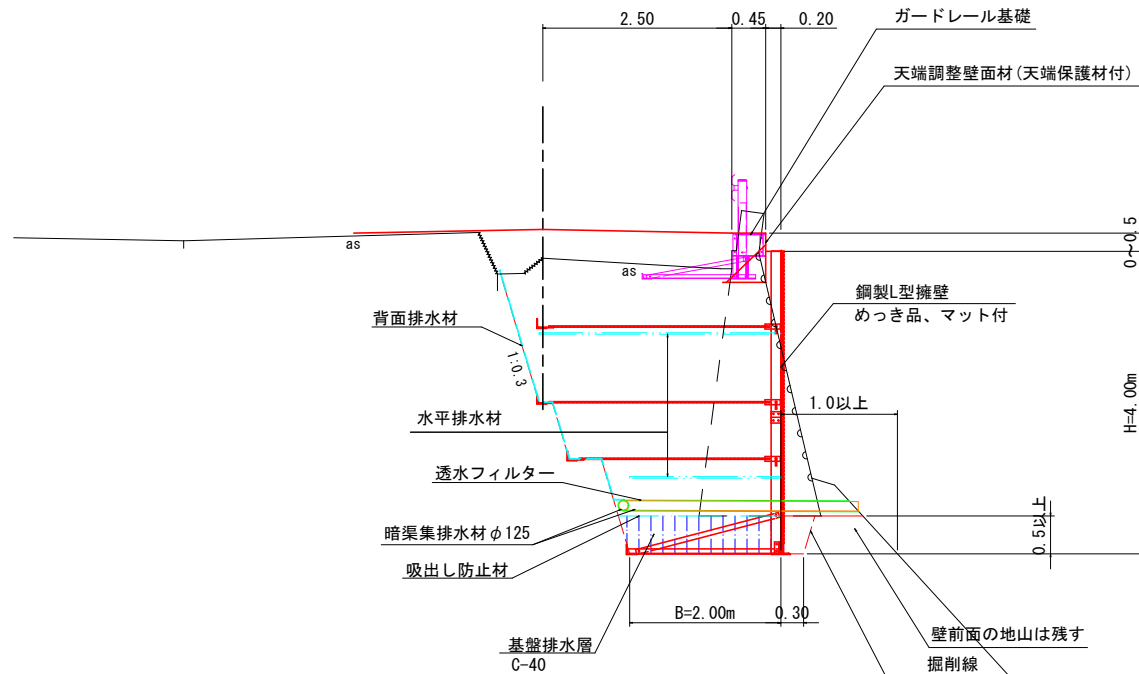 2.50
0.45
0.20
ガードレール基礎
天端調整壁面材(天端保護材付)
as
as
0~0.5
鋼製L型擁壁
めっき品、マット付
背面排水材
1:0.3
1.0以上
水平排水材
H=4.00m
透水フィルター
暗渠集排水材φ125
0.5以上
吸出し防止材
B=2.00m
0.30
基盤排水層
C-40
壁前面の地山は残す
掘削線